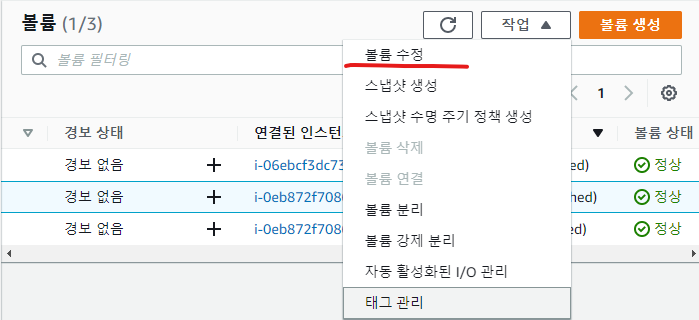 볼륨 (1/3)
작업
볼륨 생성
볼륨 필터링
1
볼륨 수정
스냅샷 생성
스냅샷 수명 주기 정책 생성
볼륨 삭제
볼륨 연결
볼륨 분리
볼륨 강제 분리
자동 활성화된 I/O 관리
태그 관리
경보 상태 연결된 인스턴 볼륨 상태
경보 없음 i-06ebcf3dc73 ed) 정상
경보 없음 i-0eb872f708 hed) 정상
경보 없음 i-0eb872f708 hed) 정상